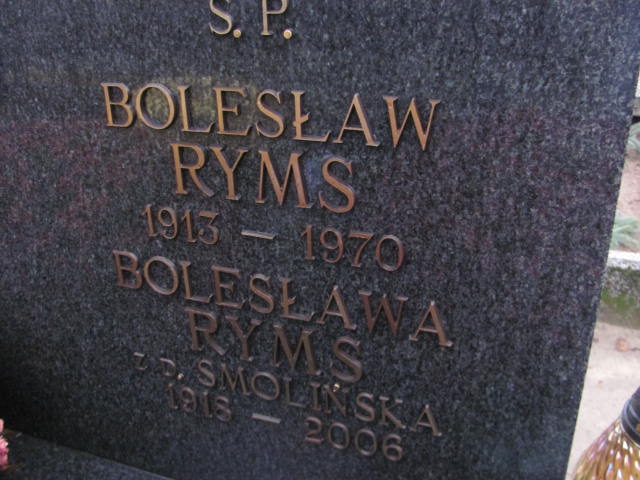 Ś. P.
BOLESŁAW
RYMS
1913 – 1970
BOLESŁAWA
RYMS
Z D. SMOLIŃSKA
1918 – 2006